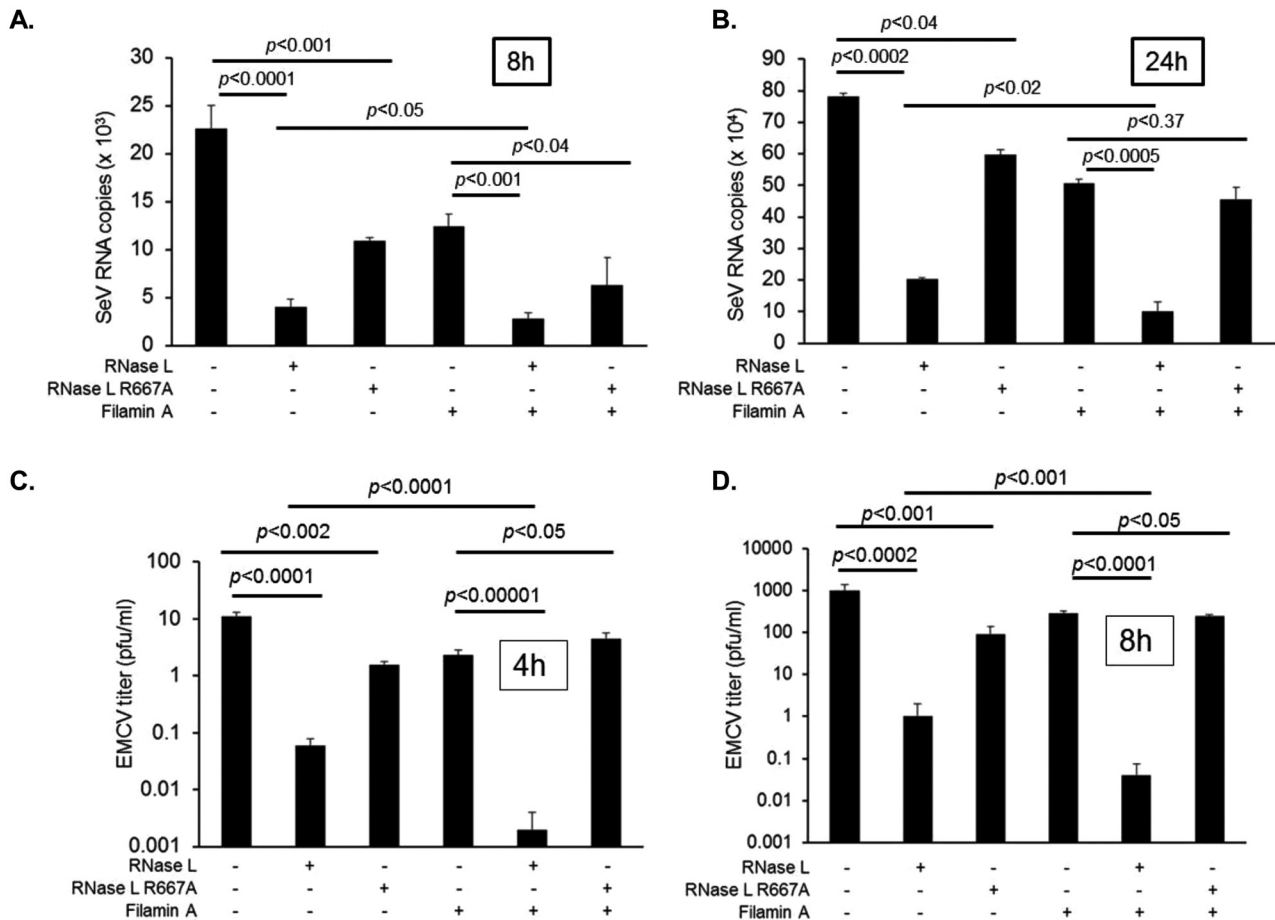 A.
p<0.001
8h
p<0.0001
p<0.05
p<0.04
p<0.001
SeV RNA copies (x 10³)
30
25
20
15
10
5
0
RNase L - + - - + -
RNase L R667A - - + - - +
Filamin A - - - + + +
B.
p<0.04
24h
p<0.0002
p<0.02
p<0.37
p<0.0005
SeV RNA copies (x 10⁴)
90
80
70
60
50
40
30
20
10
0
RNase L - + - - + -
RNase L R667A - - + - - +
Filamin A - - - + + +
C.
p<0.0001
p<0.002
p<0.05
p<0.0001
p<0.00001
4h
EMCV titer (pfu/ml)
100
10
1
0.1
0.01
0.001
RNase L - + - - + -
RNase L R667A - - + - - +
Filamin A - - - + + +
D.
p<0.001
p<0.001
p<0.05
p<0.0002
p<0.0001
8h
EMCV titer (pfu/ml)
10000
1000
100
10
1
0.1
0.01
0.001
RNase L - + - - + -
RNase L R667A - - + - - +
Filamin A - - - + + +